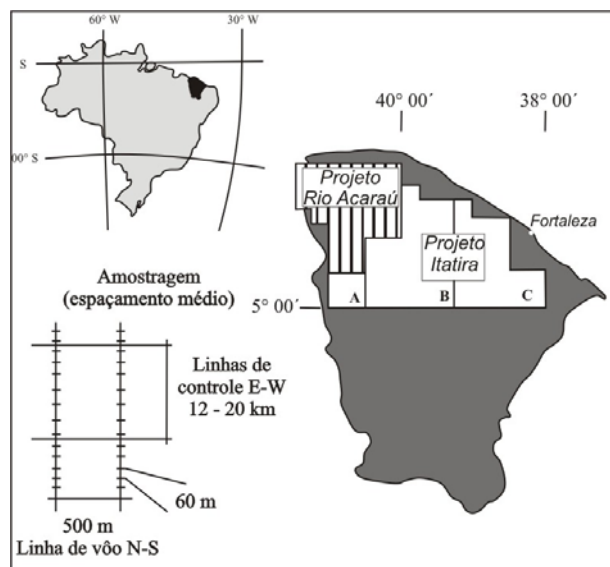 60° W
30° W
S
00° S
40° 00´
38° 00´
Projeto
Rio Acaraú
Fortaleza
Projeto
Itatira
A
B
C
5° 00´
Amostragem
(espaçamento médio)
Linhas de
controle E-W
12 - 20 km
60 m
500 m
Linha de vôo N-S